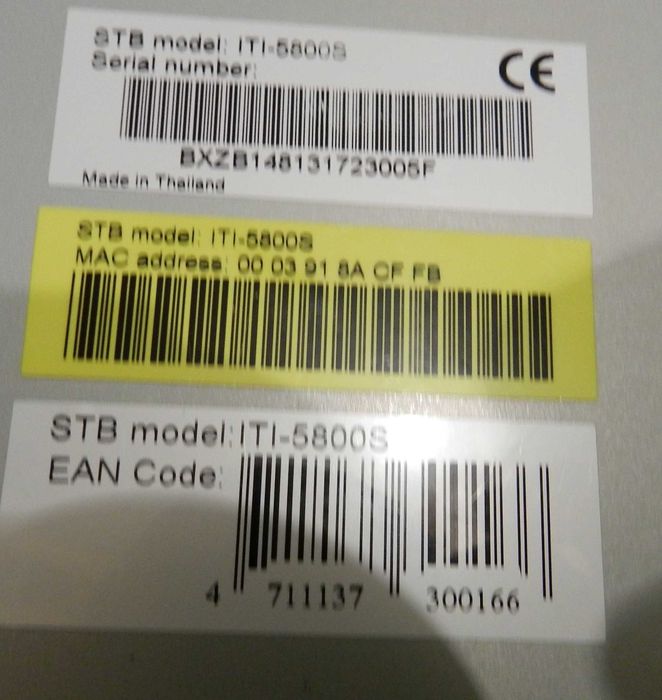 STB model: ITI-5800S
Serial number:
CE
BXZB148131723005F
Made in Thailand
STB model: ITI-5800S
MAC address: 00 03 91 8A CF FB
STB model:ITI-5800S
EAN Code:
4 711137 300166